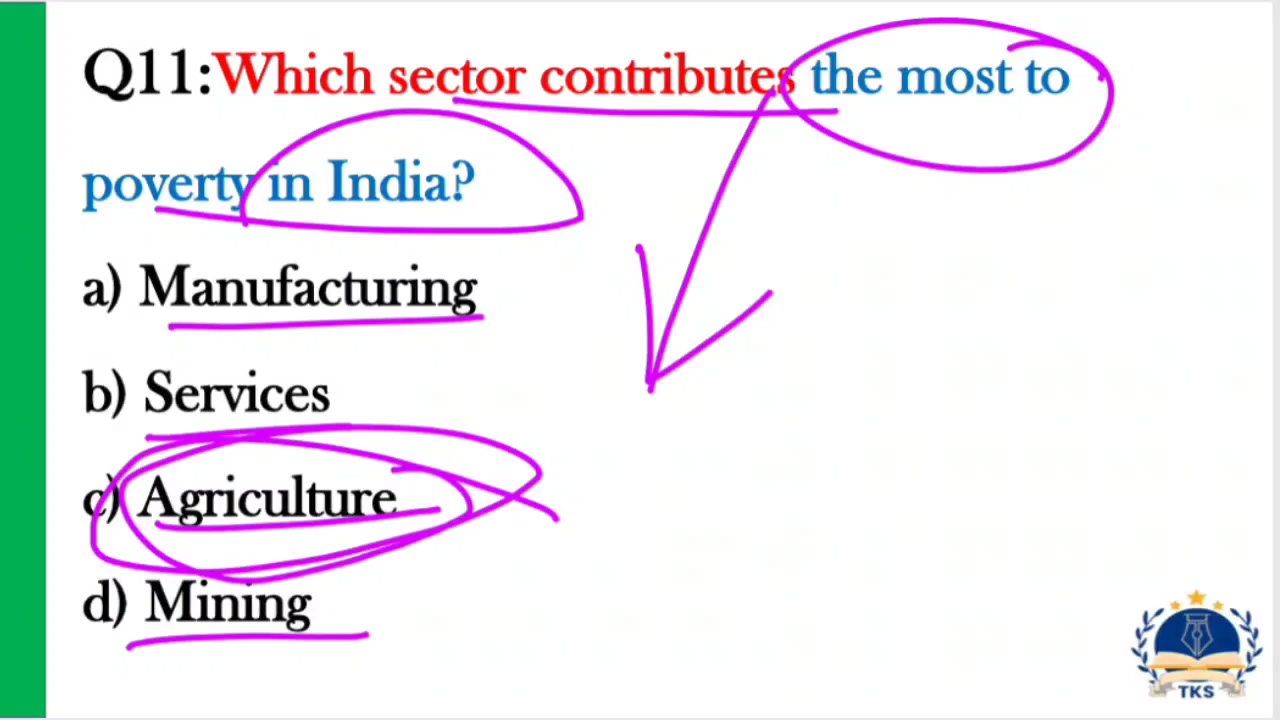 Q11:Which sector contributes the most to
poverty in India?
a) Manufacturing
b) Services
c) Agriculture
d) Mining
TKS